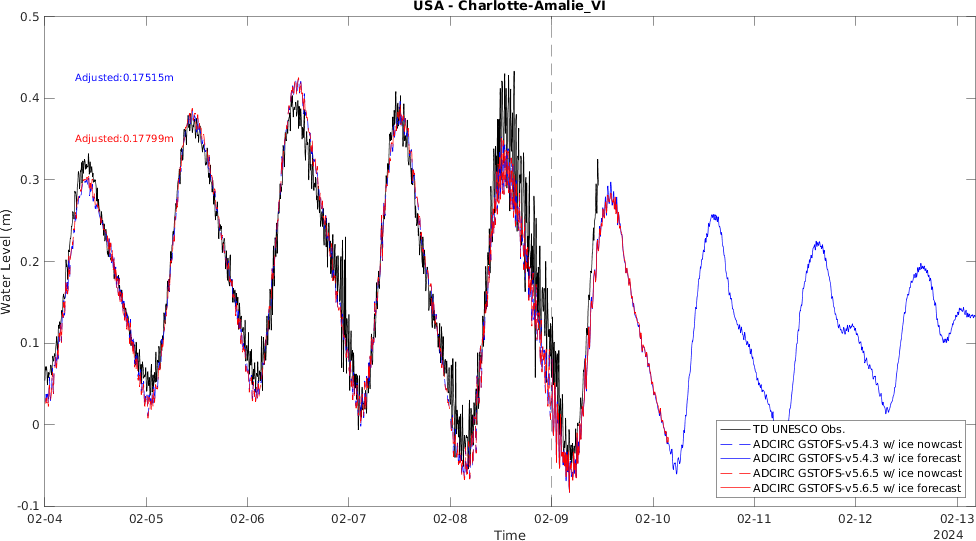 USA - Charlotte-Amalie_VI
0.5
0.4
0.3
0.2
0.1
0
-0.1
Water Level (m)
Adjusted:0.17515m
Adjusted:0.17799m
TD UNESCO Obs.
ADCIRC GSTOFS-v5.4.3 w/ ice nowcast
ADCIRC GSTOFS-v5.4.3 w/ ice forecast
ADCIRC GSTOFS-v5.6.5 w/ ice nowcast
ADCIRC GSTOFS-v5.6.5 w/ ice forecast
02-04 02-05 02-06 02-07 02-08 02-09 02-10 02-11 02-12 02-13
Time
2024